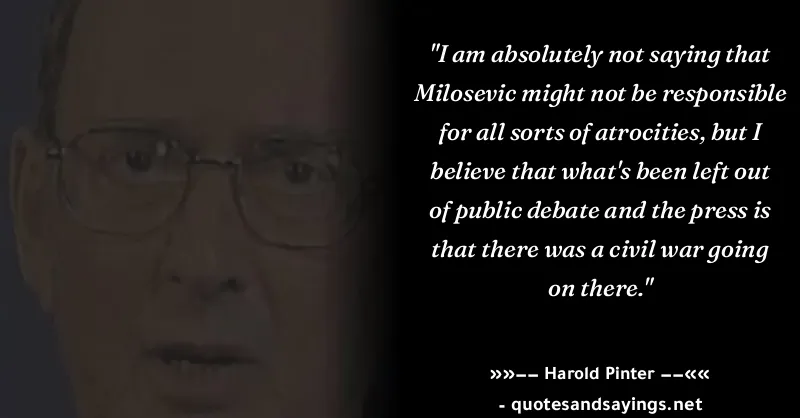 "I am absolutely not saying that
Milosevic might not be responsible
for all sorts of atrocities, but I
believe that what's been left out
of public debate and the press is
that there was a civil war going
on there."
»»−− Harold Pinter −−««
- quotesandsayings.net